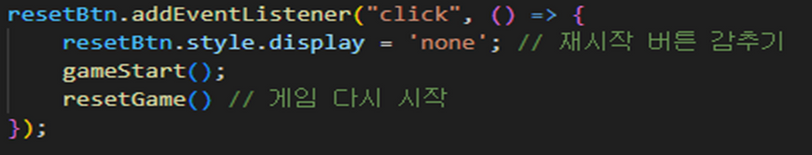 resetBtn.addEventListener("click", () => {
    resetBtn.style.display = 'none'; // 재시작 버튼 감추기
    gameStart();
    resetGame() // 게임 다시 시작
});